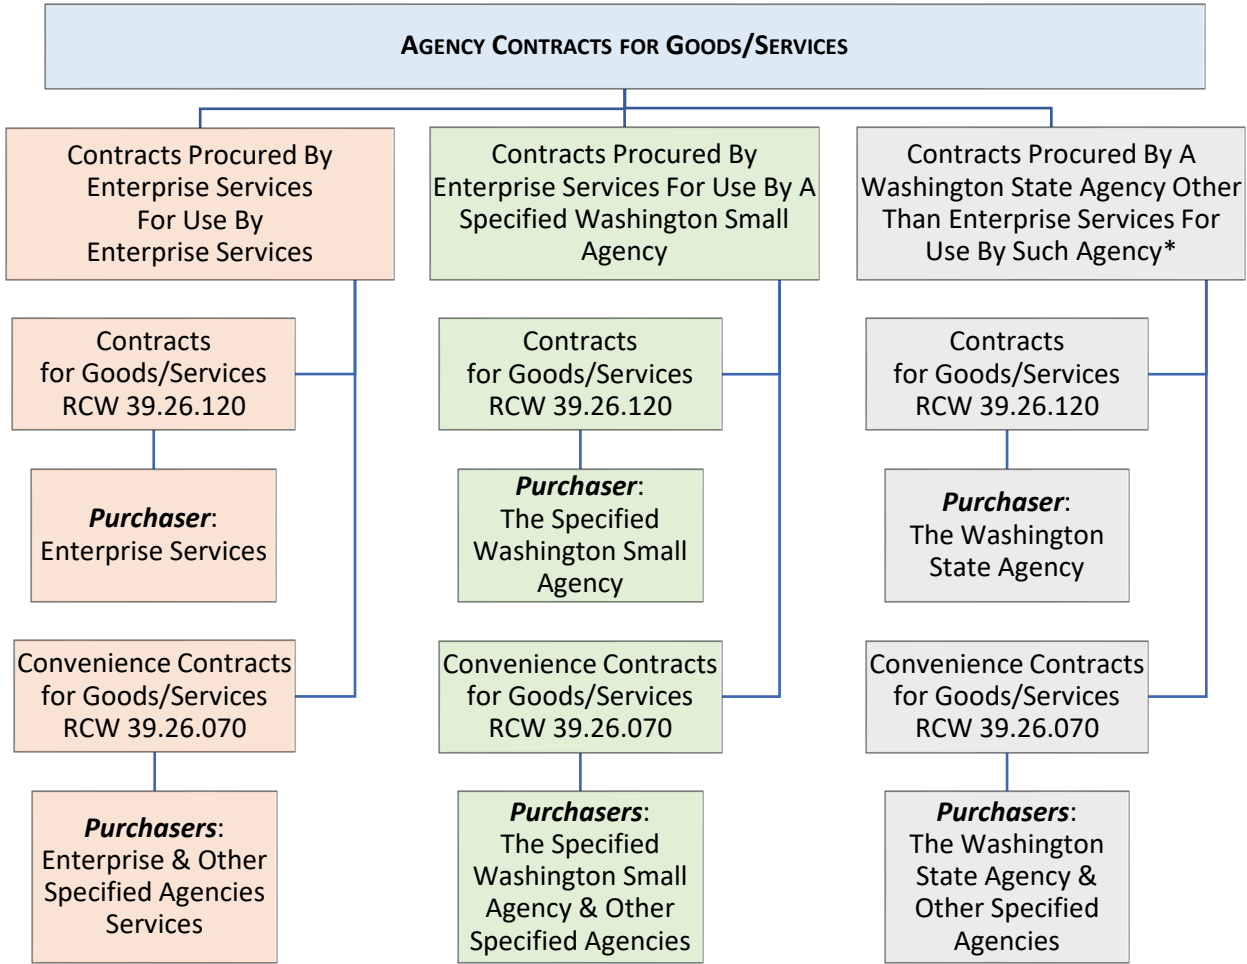 AGENCY CONTRACTS FOR GOODS/SERVICES
Contracts Procured By
Enterprise Services
For Use By
Enterprise Services
Contracts
for Goods/Services
RCW 39.26.120
Purchaser:
Enterprise Services
Convenience Contracts
for Goods/Services
RCW 39.26.070
Purchasers:
Enterprise & Other
Specified Agencies
Services
Contracts Procured By
Enterprise Services For Use By A
Specified Washington Small
Agency
Contracts
for Goods/Services
RCW 39.26.120
Purchaser:
The Specified
Washington Small
Agency
Convenience Contracts
for Goods/Services
RCW 39.26.070
Purchasers:
The Specified
Washington Small
Agency & Other
Specified Agencies
Contracts Procured By A
Washington State Agency Other
Than Enterprise Services For
Use By Such Agency*
Contracts
for Goods/Services
RCW 39.26.120
Purchaser:
The Washington
State Agency
Convenience Contracts
for Goods/Services
RCW 39.26.070
Purchasers:
The Washington
State Agency &
Other Specified
Agencies